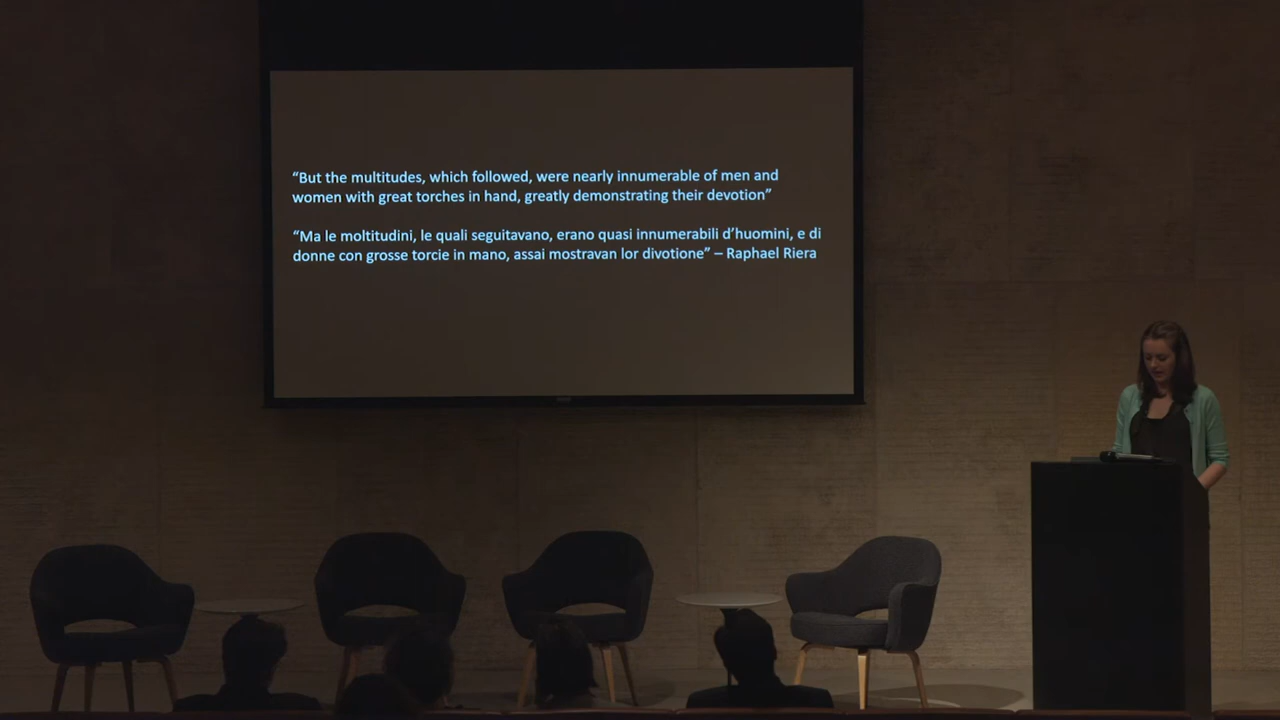 “But the multitudes, which followed, were nearly innumerable of men and
women with great torches in hand, greatly demonstrating their devotion”
“Ma le moltitudini, le quali seguitavano, erano quasi innumerabili d’huomini, e di
donne con grosse torcie in mano, assai mostravan lor divotione” – Raphael Riera